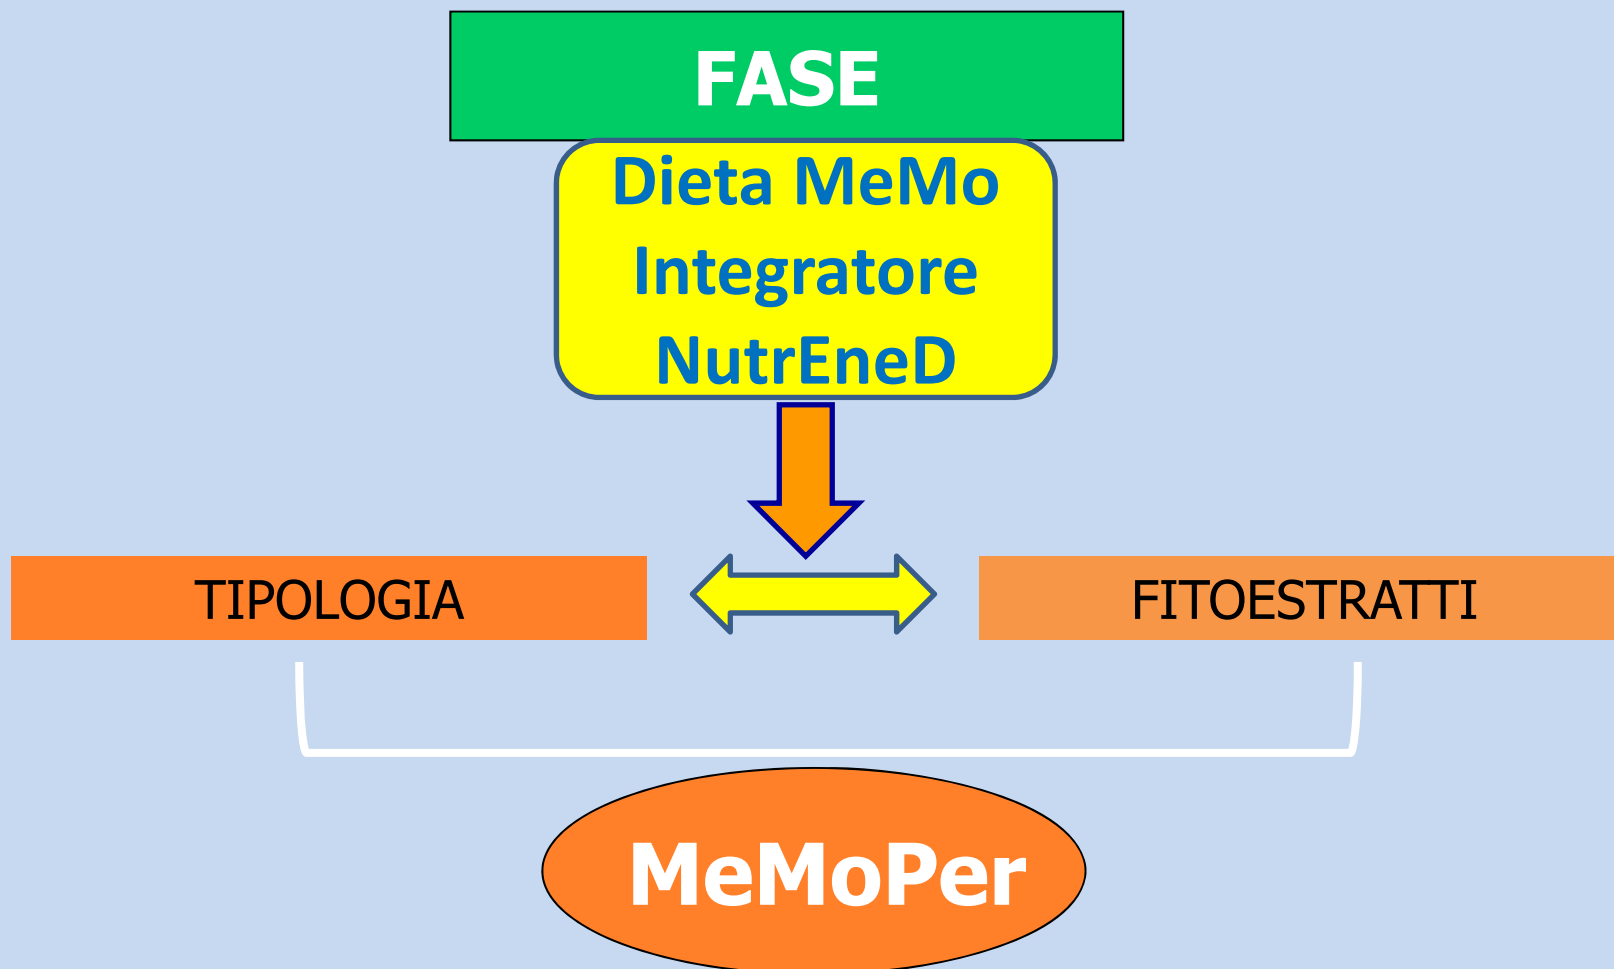 FASE
Dieta MeMo
Integratore
NutrEneD
TIPOLOGIA
FITOESTRATTI
MeMoPer